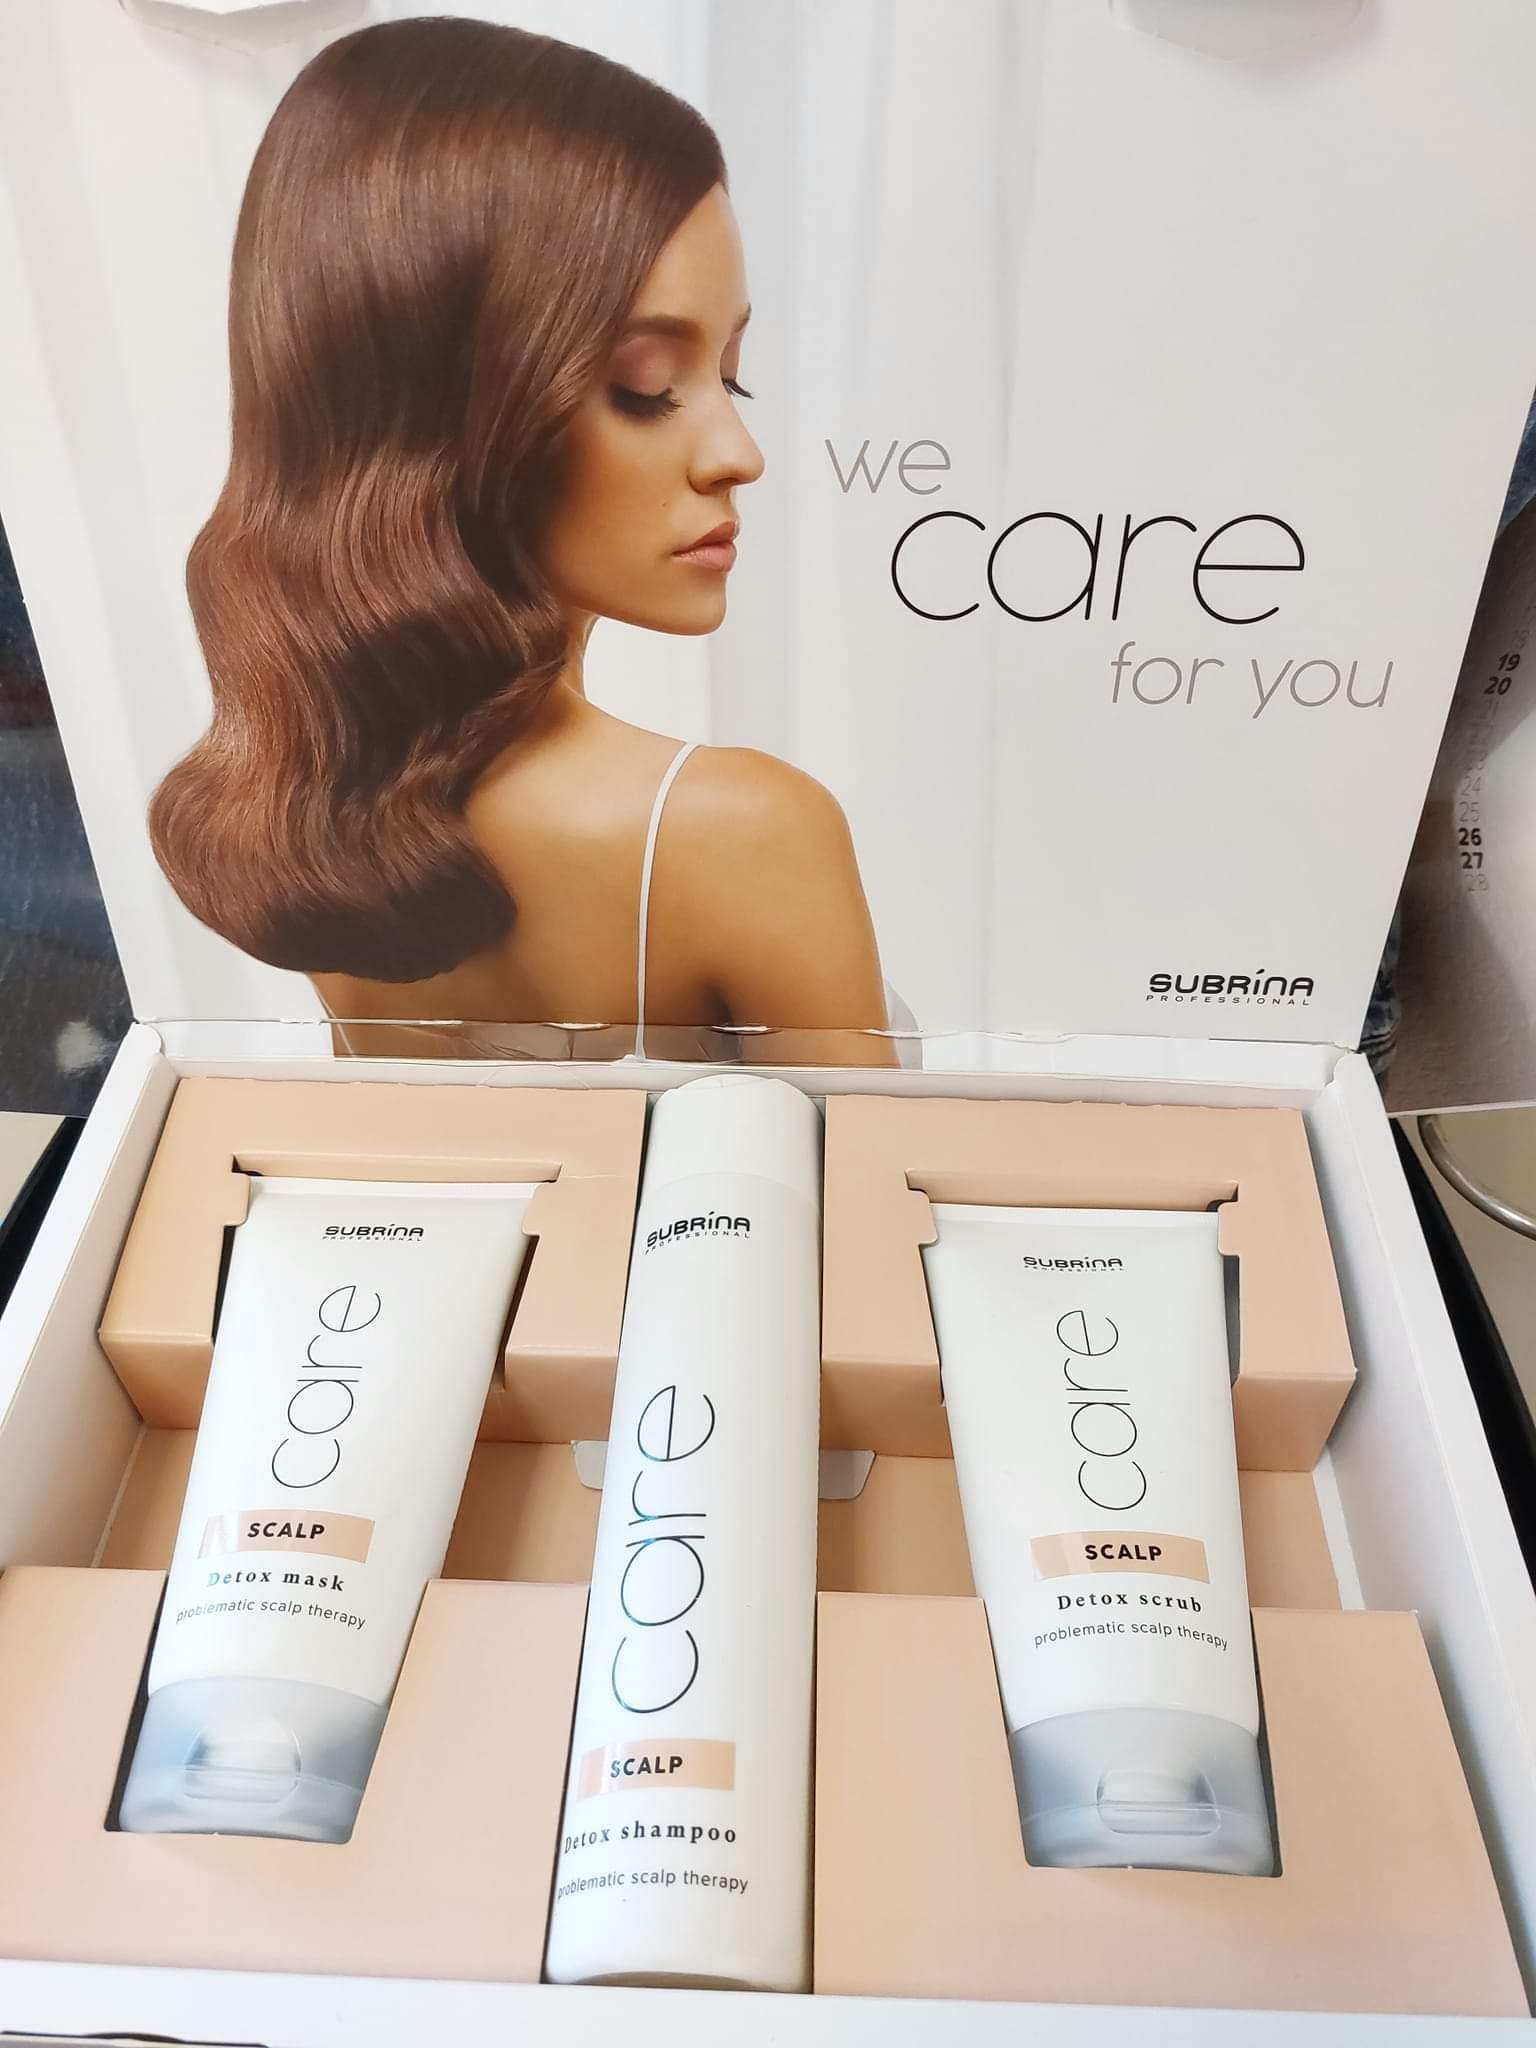 we
care
for you
19
20
24
25
26
27
28
SUBRÍNA
PROFESSIONAL
SUBRÍNA
PROFESSIONAL
care
SCALP
Detox mask
problematic scalp therapy
SUBRÍNA
PROFESSIONAL
care
SCALP
Detox shampoo
problematic scalp therapy
SUBRÍNA
PROFESSIONAL
care
SCALP
Detox scrub
problematic scalp therapy